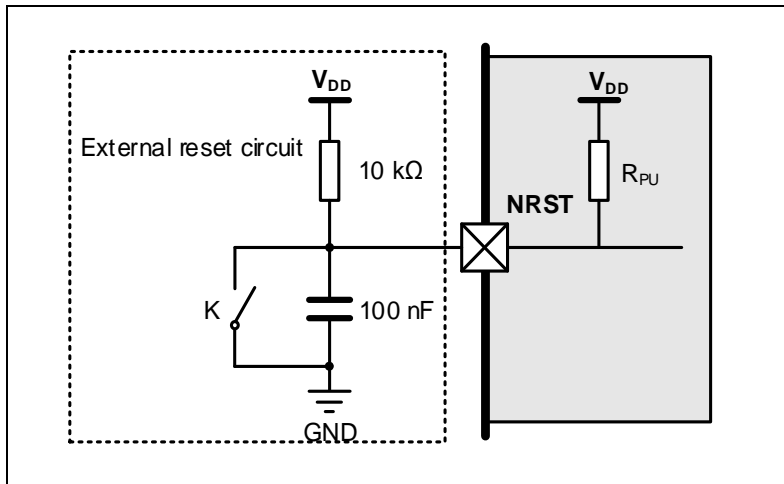 V_DD
External reset circuit
10 kΩ
K
100 nF
GND
V_DD
R_PU
NRST